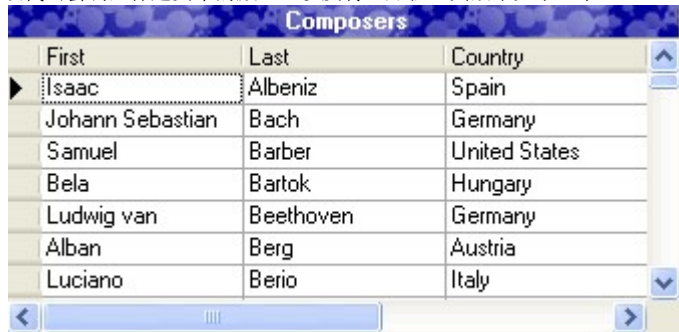 Composers
First Last Country
Isaac Albeniz Spain
Johann Sebastian Bach Germany
Samuel Barber United States
Bela Bartok Hungary
Ludwig van Beethoven Germany
Alban Berg Austria
Luciano Berio Italy